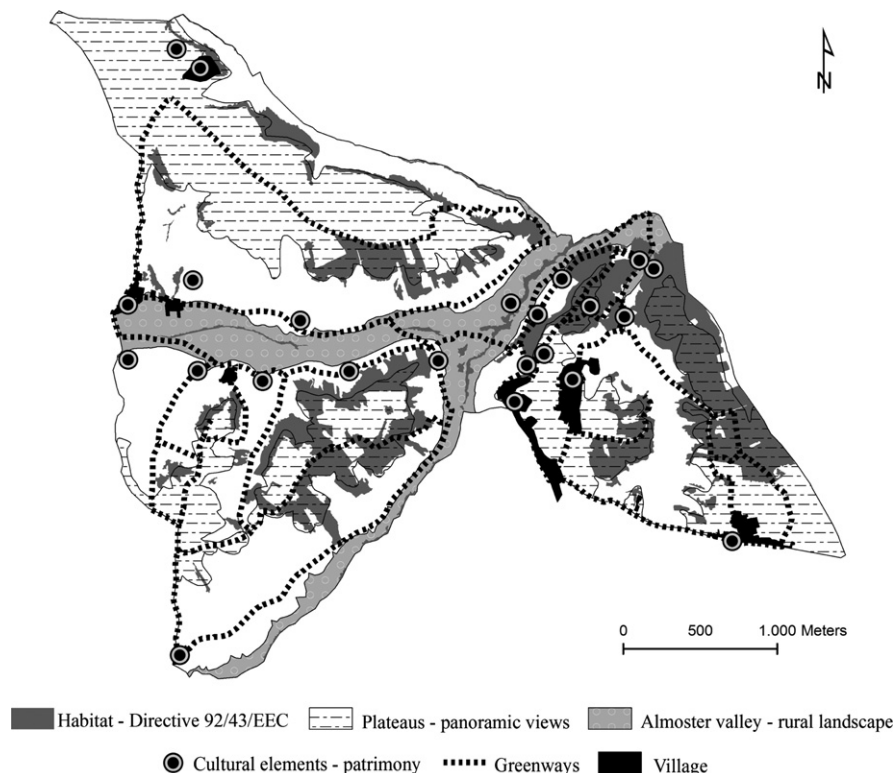 N
0 500 1.000 Meters
Habitat - Directive 92/43/EEC Plateaus - panoramic views Almoster valley - rural landscape
Cultural elements - patrimony Greenways Village